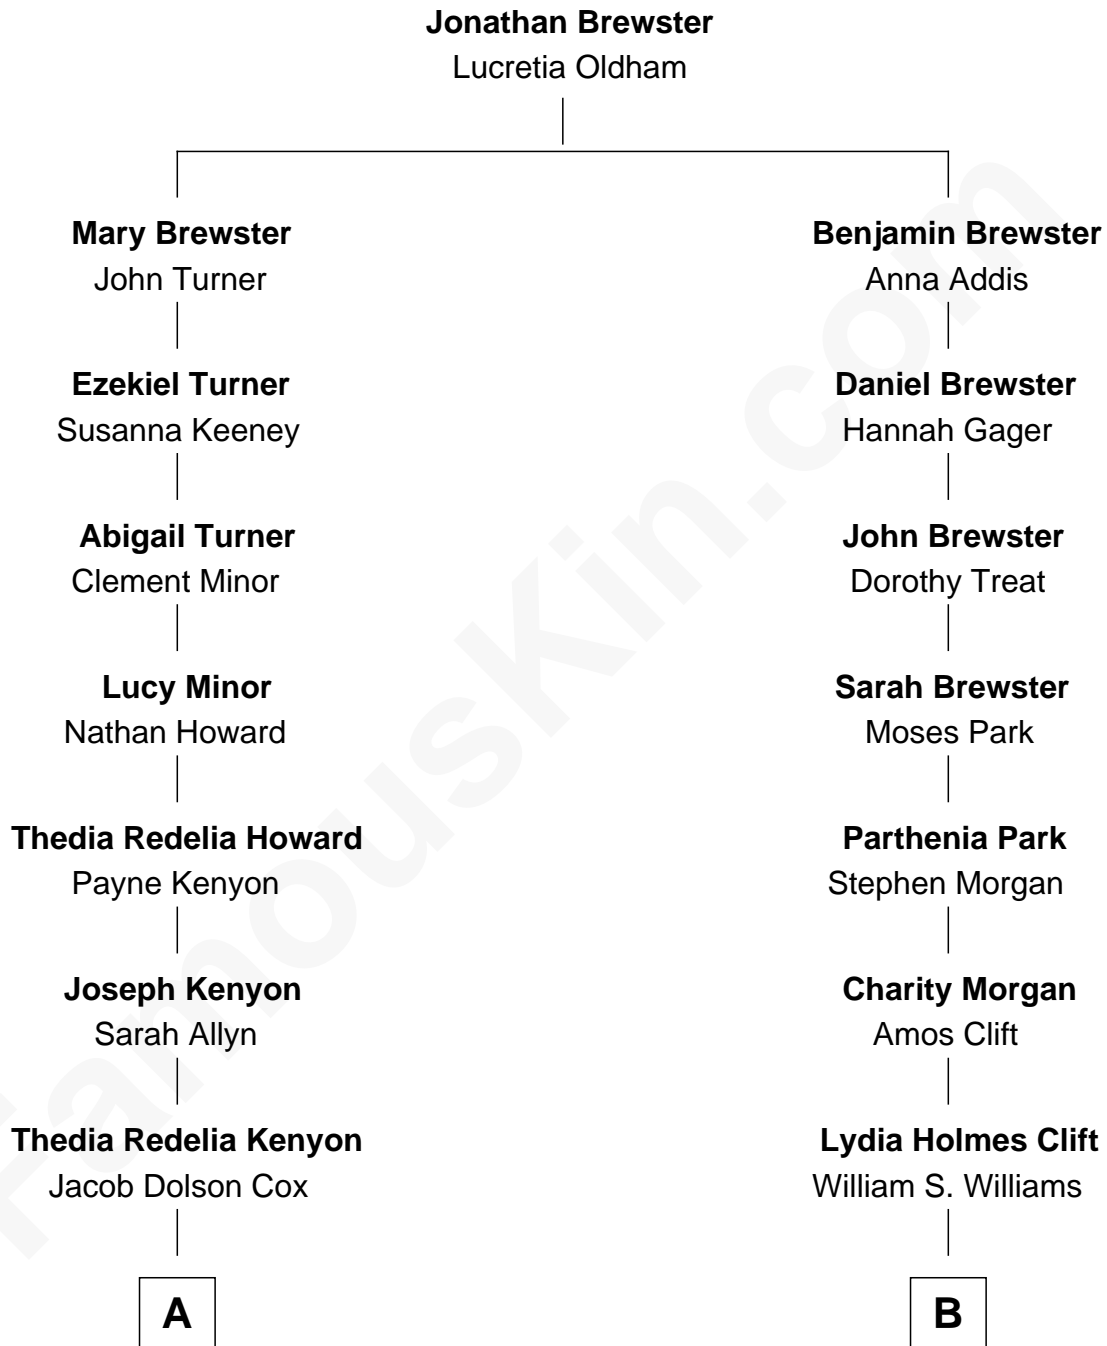 Jonathan Brewster
Lucretia Oldham
Mary Brewster
John Turner
Benjamin Brewster
Anna Addis
Ezekiel Turner
Susanna Keeney
Daniel Brewster
Hannah Gager
Abigail Turner
Clement Minor
John Brewster
Dorothy Treat
Lucy Minor
Nathan Howard
Sarah Brewster
Moses Park
Thedia Redelia Howard
Payne Kenyon
Parthenia Park
Stephen Morgan
Joseph Kenyon
Sarah Allyn
Charity Morgan
Amos Clift
Thedia Redelia Kenyon
Jacob Dolson Cox
Lydia Holmes Clift
William S. Williams
A
B
FamousKin.com